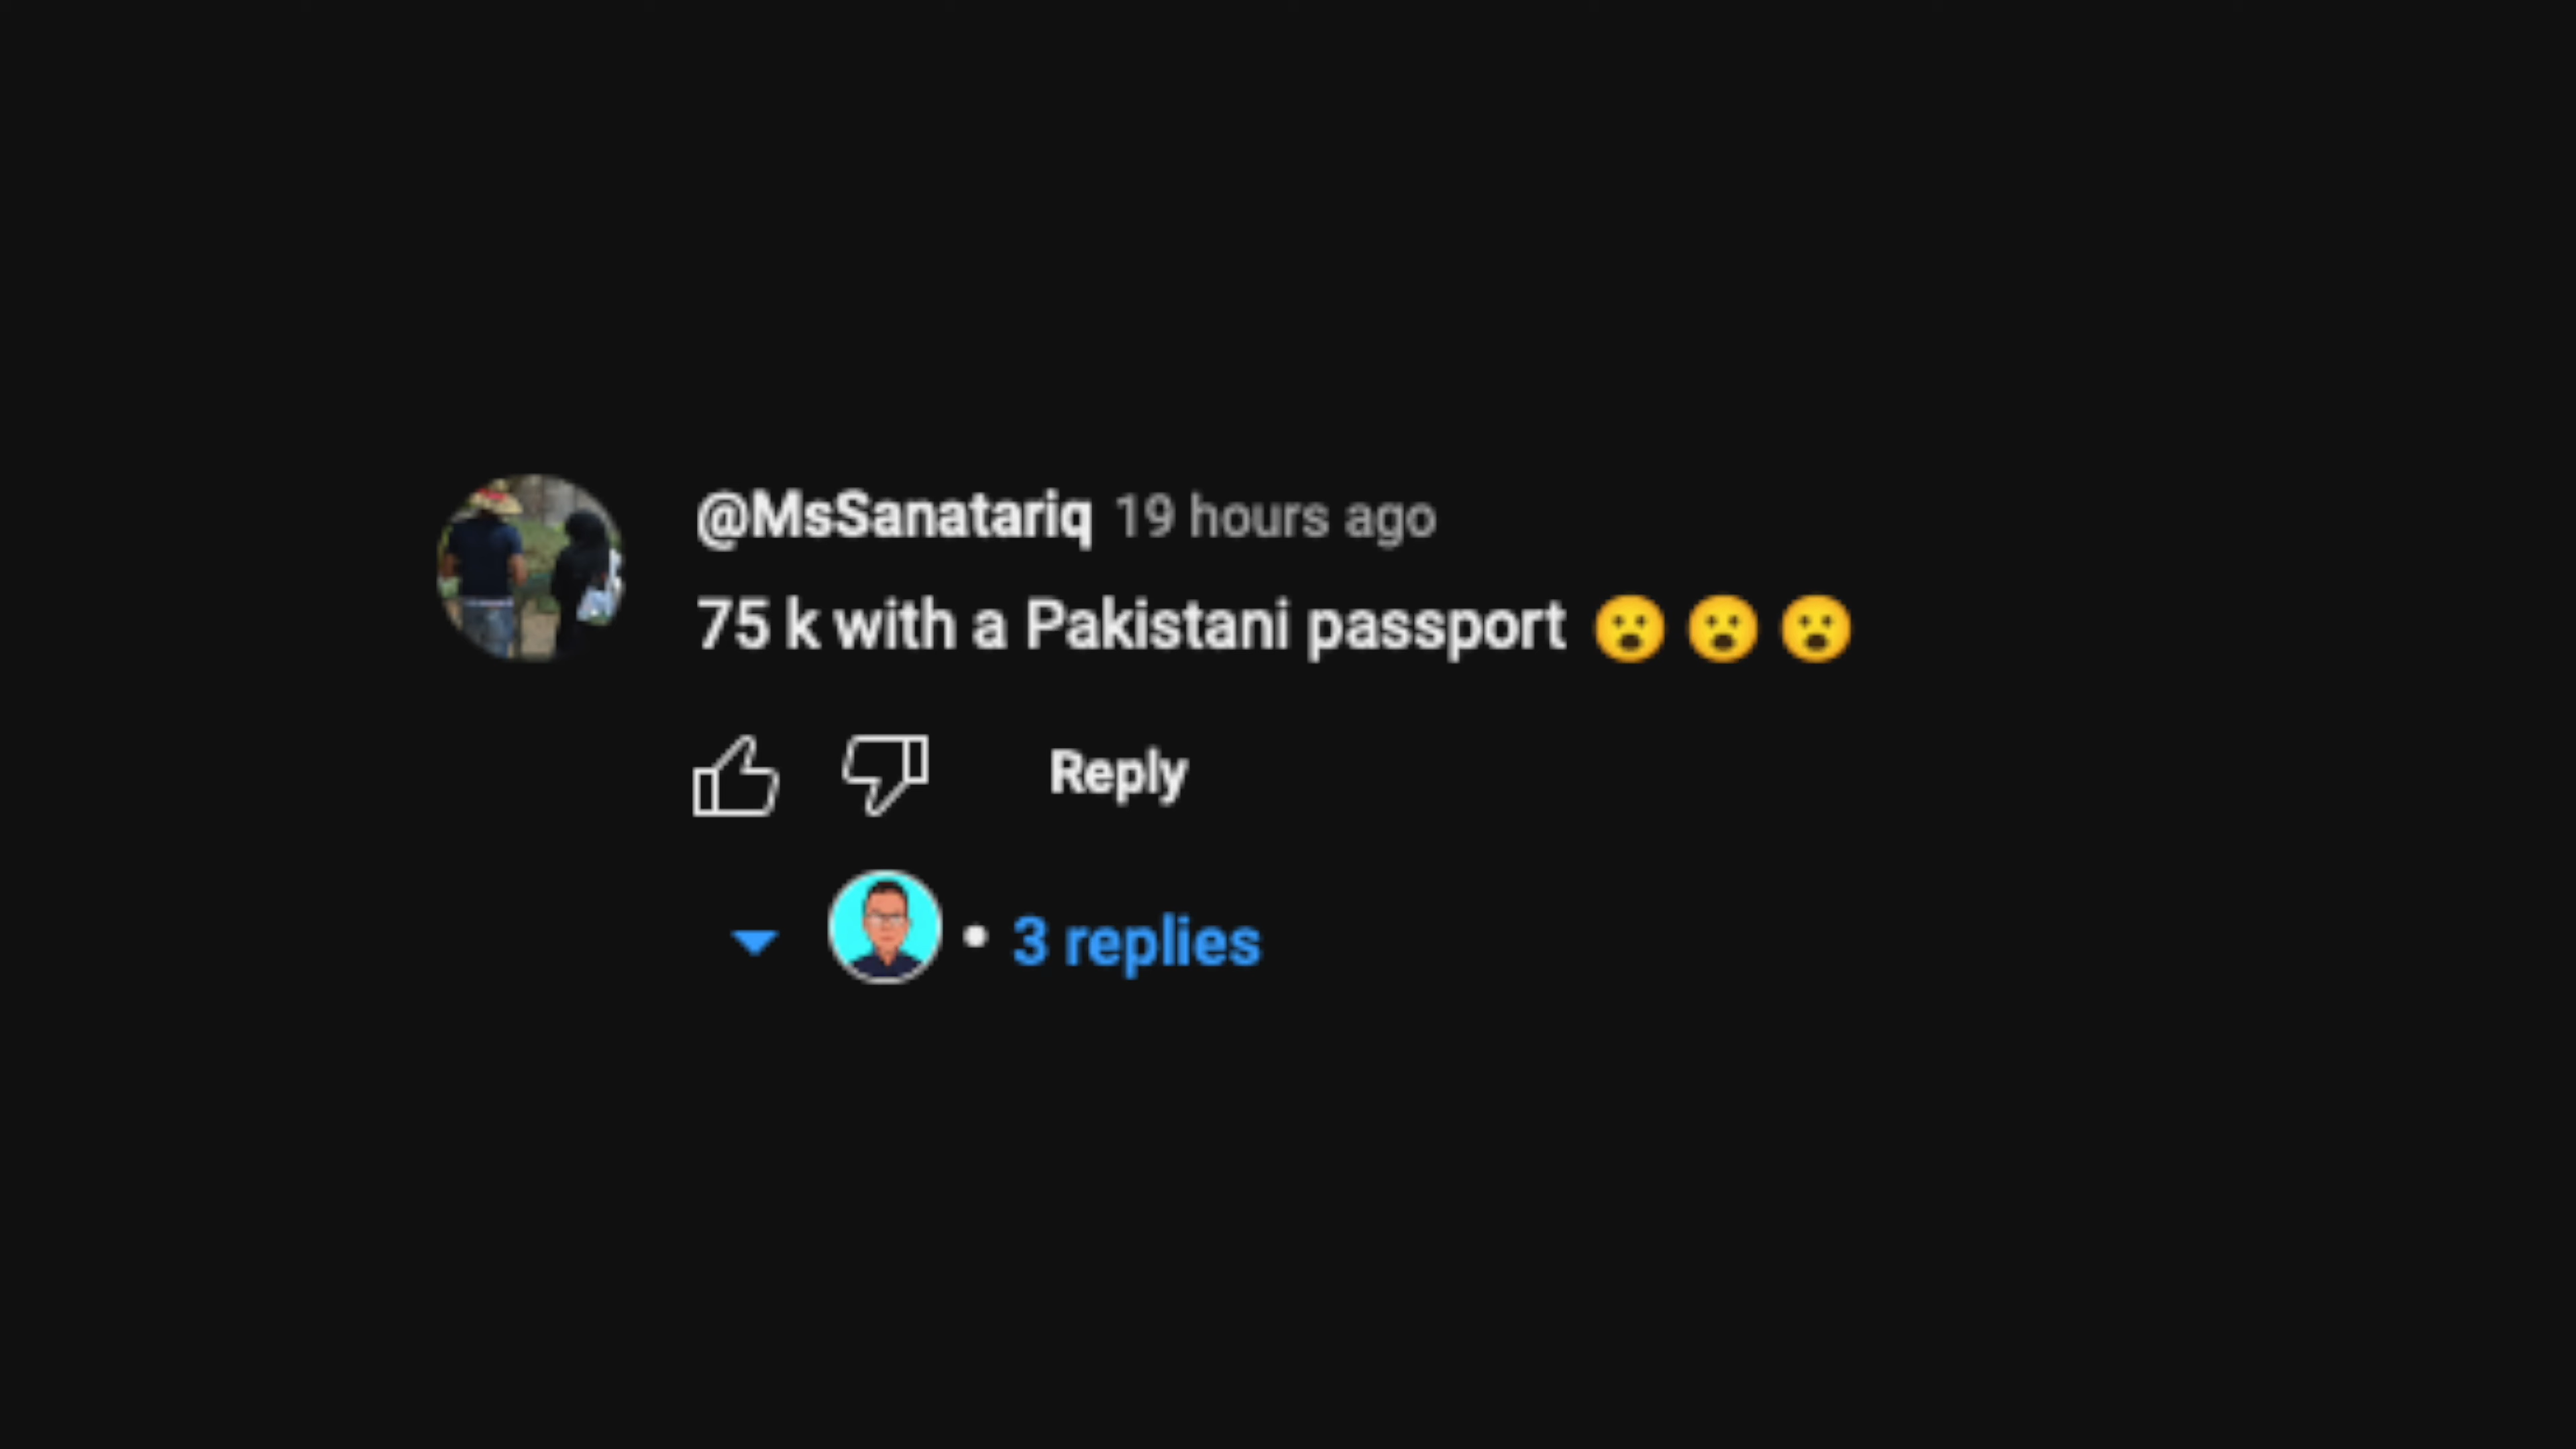 @MsSanatariq 19 hours ago
75 k with a Pakistani passport 😮 😮 😮
Reply
3 replies